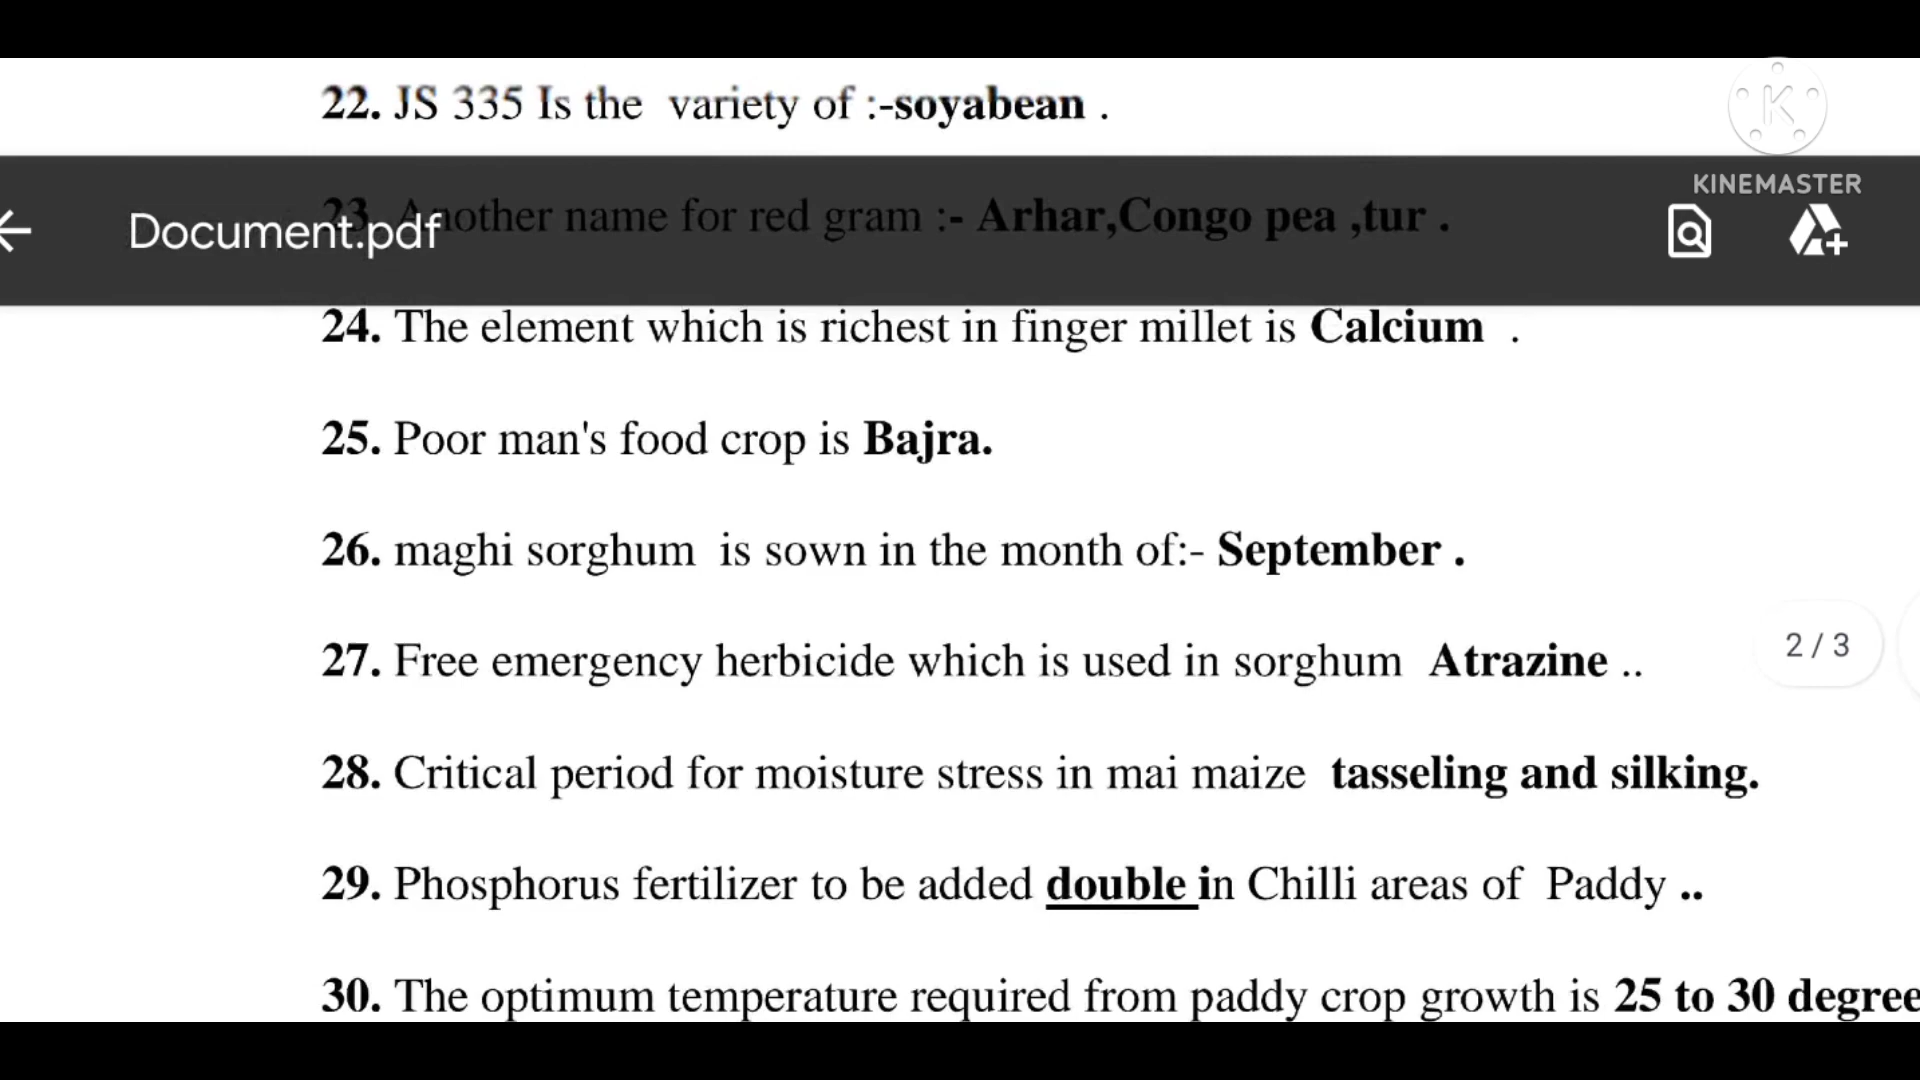 22. JS 335 Is the variety of :-soyabean .
KINEMASTER
23. Another name for red gram :- Arhar,Congo pea ,tur .
Document.pdf
24. The element which is richest in finger millet is Calcium .
25. Poor man's food crop is Bajra.
26. maghi sorghum is sown in the month of:- September .
27. Free emergency herbicide which is used in sorghum Atrazine ..
2 / 3
28. Critical period for moisture stress in mai maize tasseling and silking.
29. Phosphorus fertilizer to be added double in Chilli areas of Paddy ..
30. The optimum temperature required from paddy crop growth is 25 to 30 degree